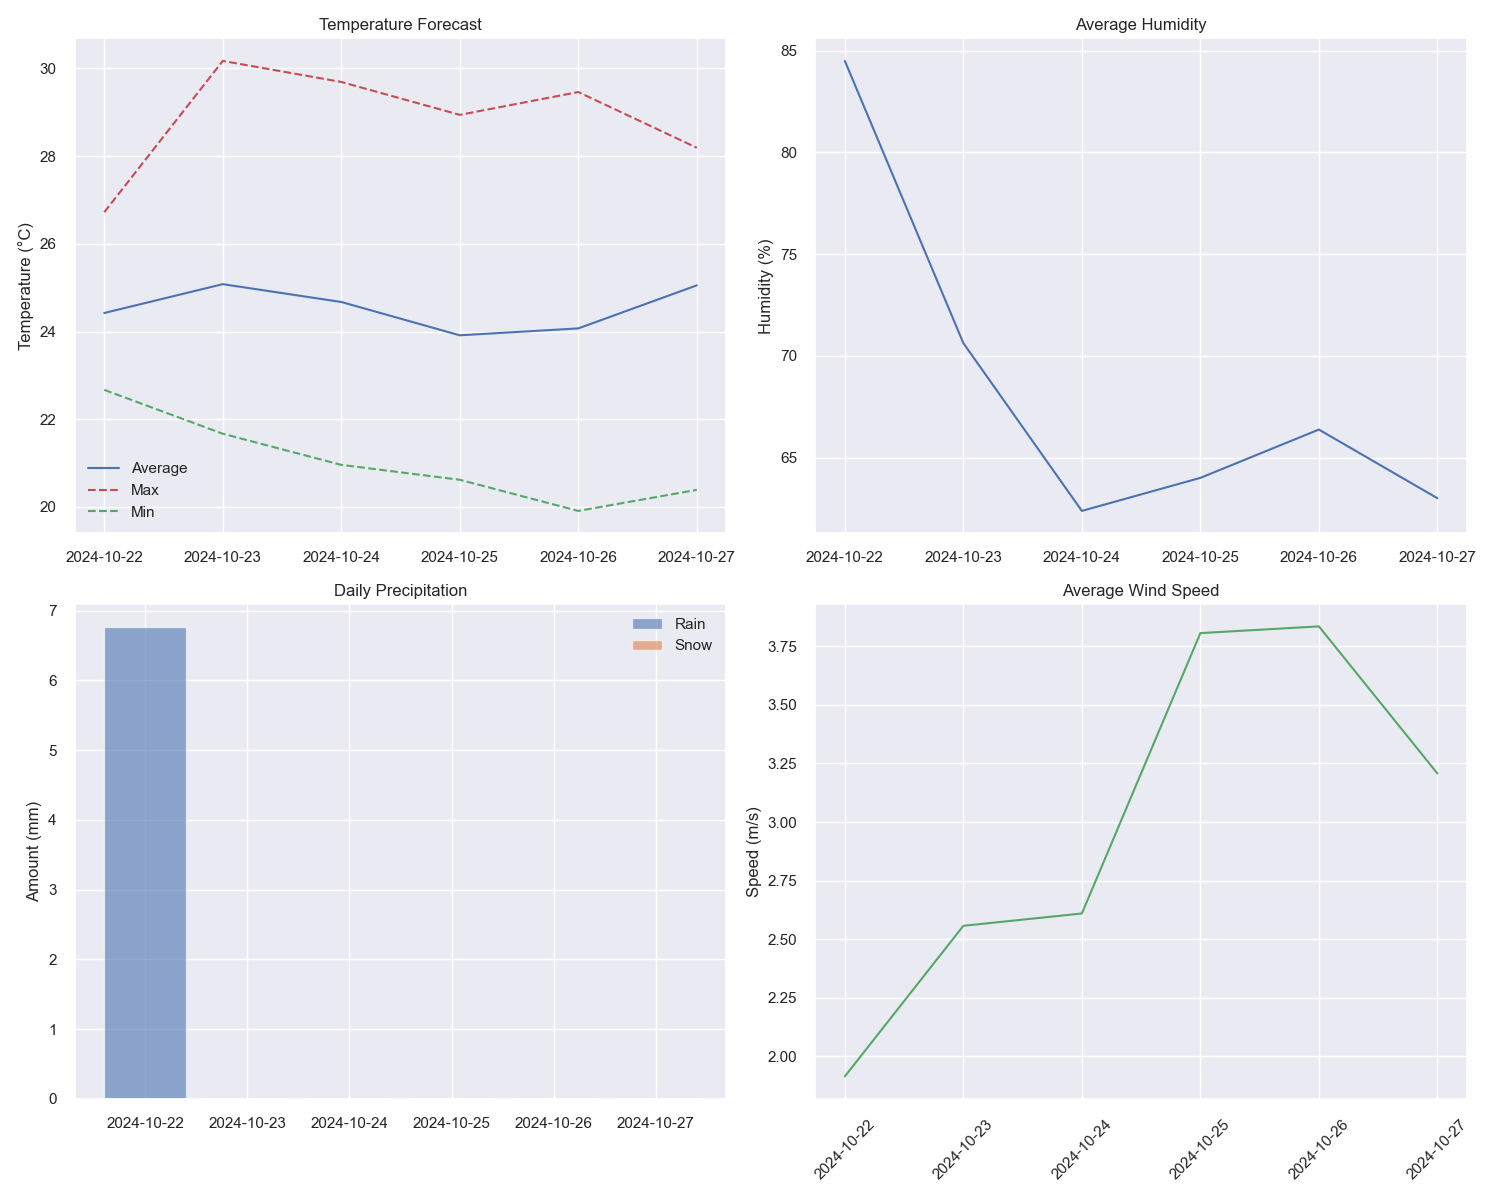 Temperature Forecast
Temperature (°C)
30
28
26
24
22
20
Average
Max
Min
2024-10-22 2024-10-23 2024-10-24 2024-10-25 2024-10-26 2024-10-27
Average Humidity
Humidity (%)
85
80
75
70
65
2024-10-22 2024-10-23 2024-10-24 2024-10-25 2024-10-26 2024-10-27
Daily Precipitation
Amount (mm)
7
6
5
4
3
2
1
0
Rain
Snow
2024-10-22 2024-10-23 2024-10-24 2024-10-25 2024-10-26 2024-10-27
Average Wind Speed
Speed (m/s)
3.75
3.50
3.25
3.00
2.75
2.50
2.25
2.00
2024-10-22 2024-10-23 2024-10-24 2024-10-25 2024-10-26 2024-10-27